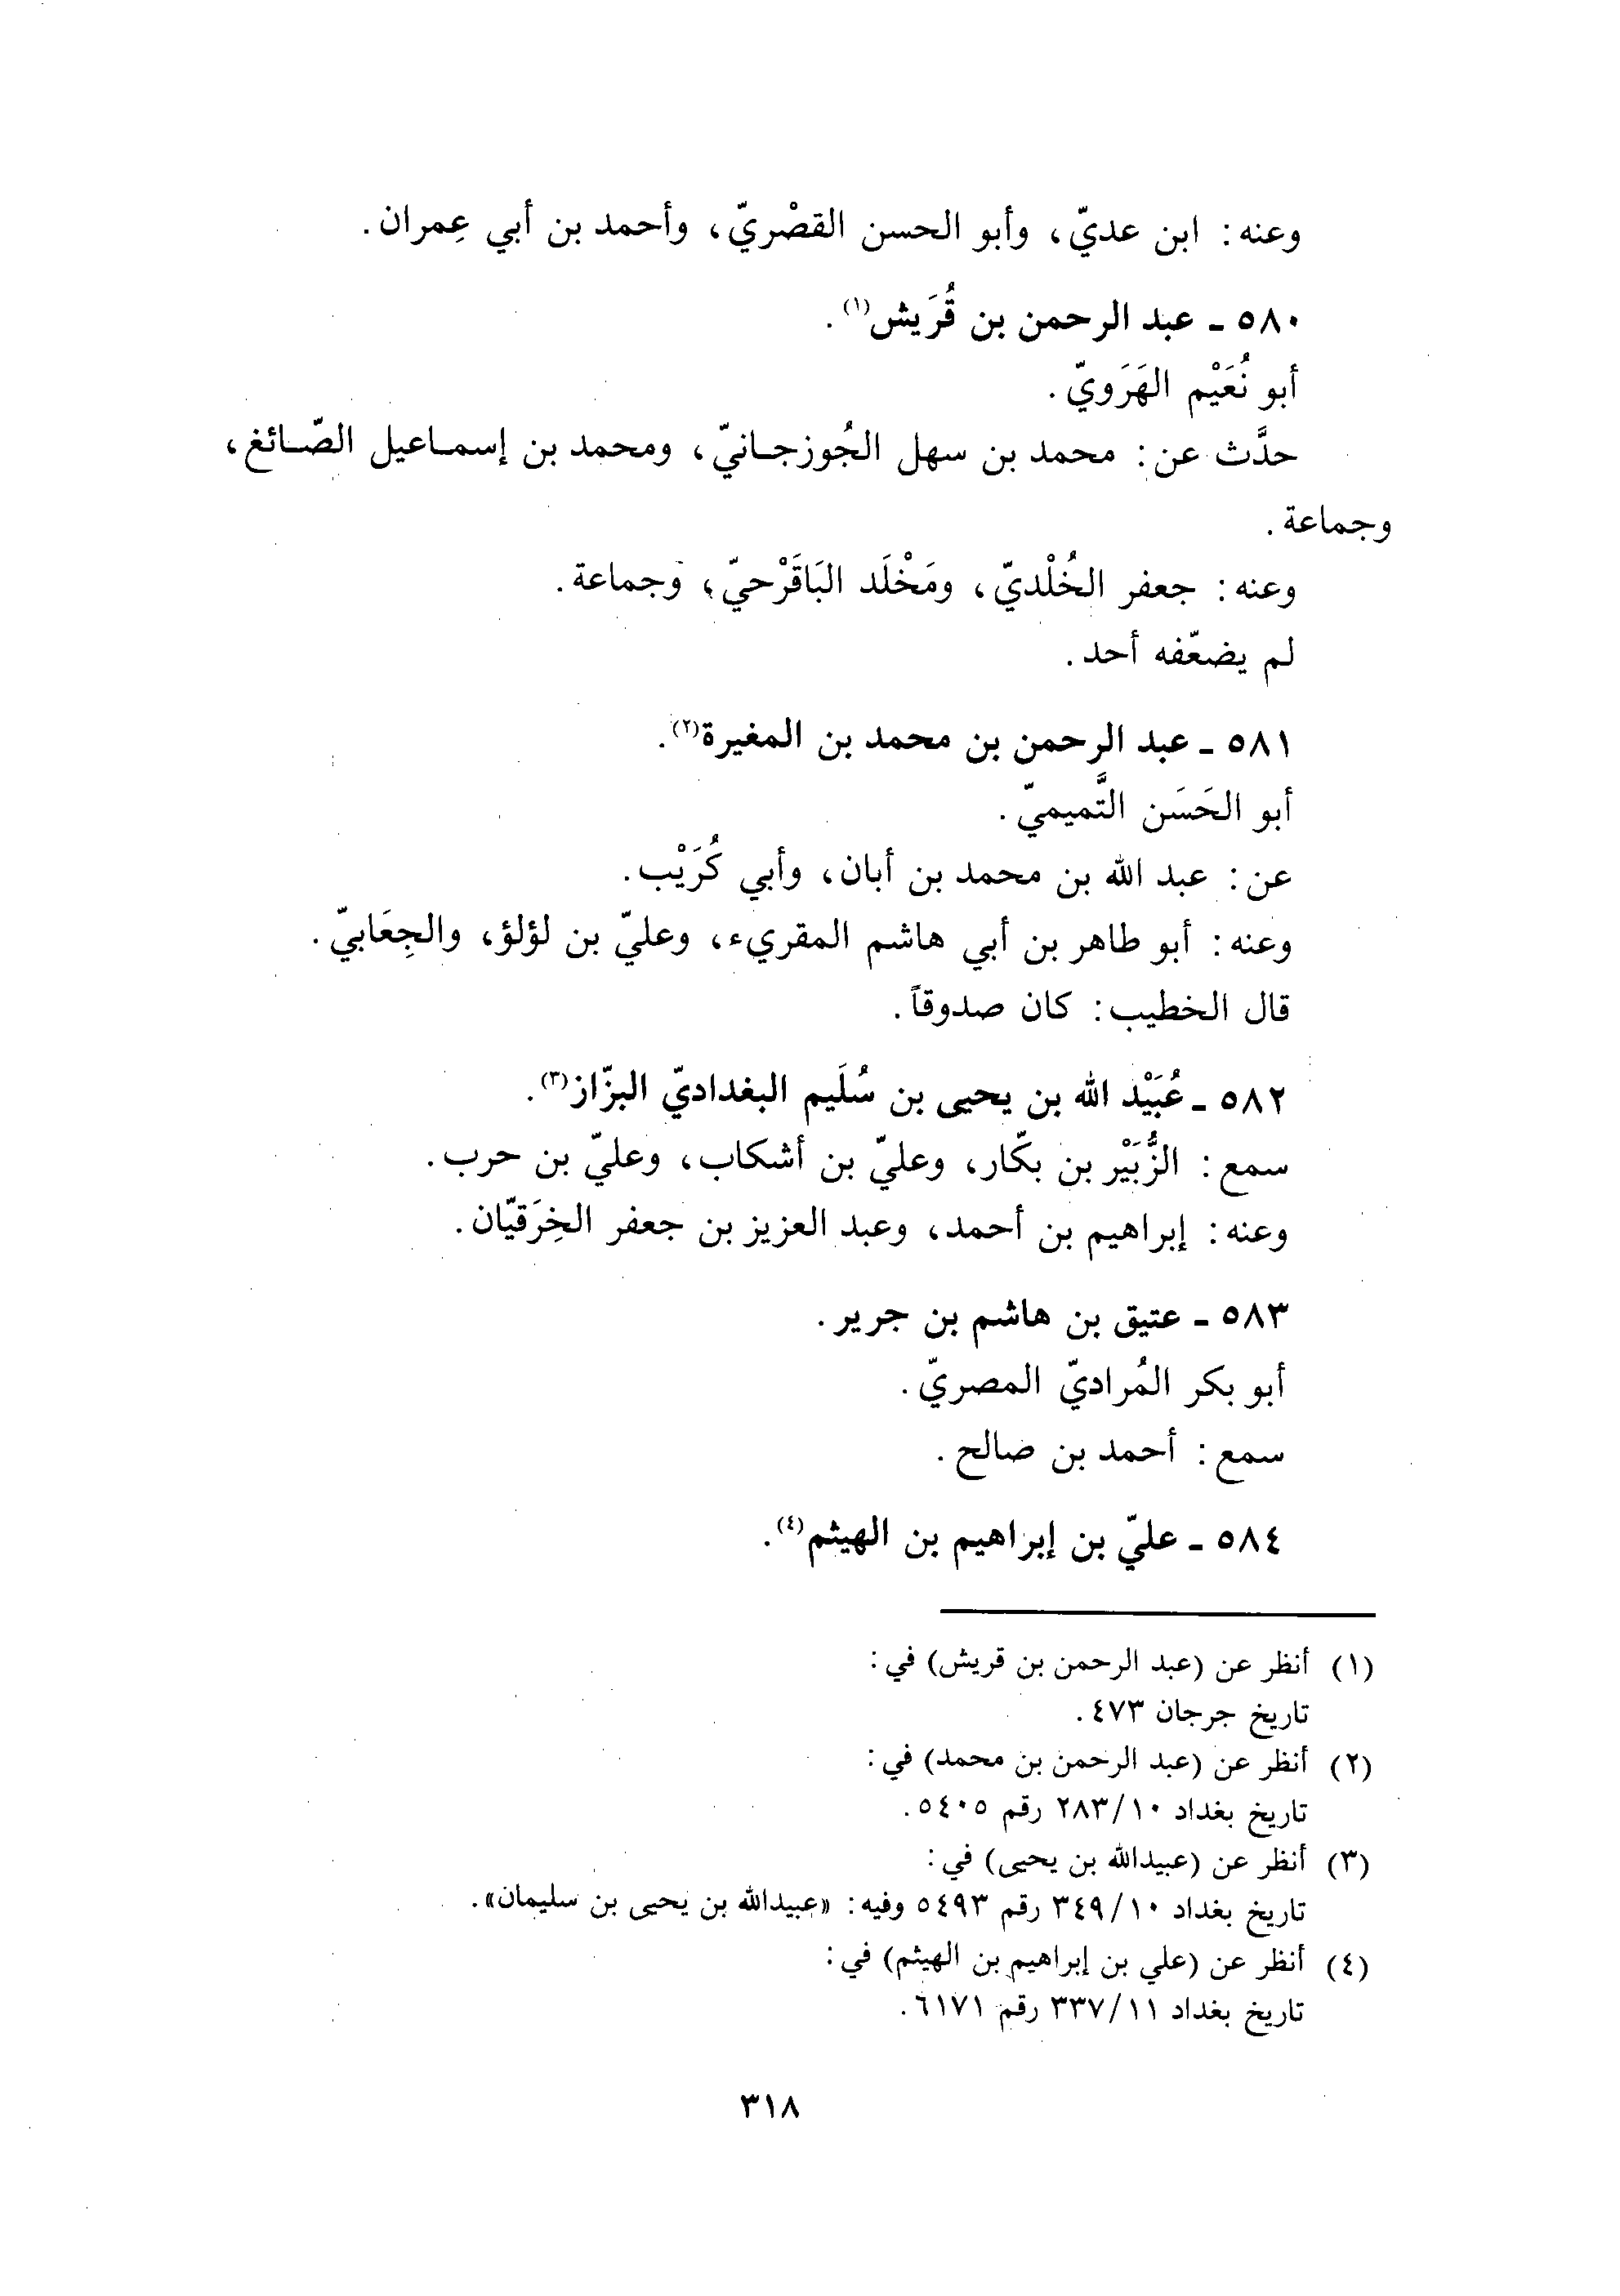 وعنه: ابن عديّ، وأبو الحسن القصْريّ، وأحمد بن أبي عِمران.
٥٨٠ ـ عبد الرحمن بن قُرَيش(١).
أبو نُعَيْم الهَرَويّ.
حدَّث عن: محمد بن سهل الجُوزجـانيّ، ومحمد بن إسمـاعيل الصّـائغ،
وجماعة.
وعنه: جعفر الخُلْديّ، ومَخْلَد البَاقَرْحيّ، وجماعة.
لم يضعّفه أحد.
٥٨١ ـ عبد الرحمن بن محمد بن المغيرة(٢).
أبو الحَسَن التَّميميّ.
عن: عبد الله بن محمد بن أبان، وأبي كُرَيْب.
وعنه: أبو طاهر بن أبي هاشم المقريء، وعليّ بن لؤلؤ، والجِعَابيّ.
قال الخطيب: كان صدوقاً.
٥٨٢ ـ عُبَيْد الله بن يحيى بن سُلَيم البغداديّ البزّاز(٣).
سمع: الزُّبَيْر بن بكّار، وعليّ بن أشكاب، وعليّ بن حرب.
وعنه: إبراهيم بن أحمد، وعبد العزيز بن جعفر الخِرَقيّان.
٥٨٣ ـ عتيق بن هاشم بن جرير.
أبو بكر المُراديّ المصريّ.
سمع: أحمد بن صالح.
٥٨٤ ـ عليّ بن إبراهيم بن الهيثم(٤).
(١) أنظر عن (عبد الرحمن بن قريش) في:
تاريخ جرجان ٤٧٣.
(٢) أنظر عن (عبد الرحمن بن محمد) في:
تاريخ بغداد ٢٨٣/١٠ رقم ٥٤٠٥.
(٣) أنظر عن (عبيدالله بن يحيى) في:
تاريخ بغداد ٣٤٩/١٠ رقم ٥٤٩٣ وفيه: «عبيدالله بن يحيى بن سليمان».
(٤) أنظر عن (علي بن إبراهيم بن الهيثم) في:
تاريخ بغداد ٣٣٧/١١ رقم ٦١٧١.
٣١٨